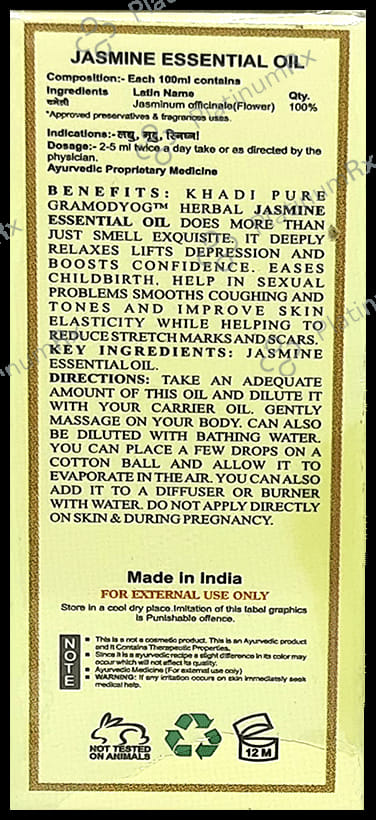 JASMINE ESSENTIAL OIL
Composition:- Each 100ml contains
Ingredients Latin Name Qty.
चमेली Jasminum officinale(Flower) 100%
*Approved preservatives & fragrances uses.
Indications:-लघु, मृदु, स्निग्ध!
Dosage:- 2-5 ml twice a day take or as directed by the
physician.
Ayurvedic Proprietary Medicine
BENEFITS: KHADI PURE
GRAMODYOG™ HERBAL JASMINE
ESSENTIAL OIL DOES MORE THAN
JUST SMELL EXQUISITE. IT DEEPLY
RELAXES LIFTS DEPRESSION AND
BOOSTS CONFIDENCE. EASES
CHILDBIRTH, HELP IN SEXUAL
PROBLEMS SMOOTHS COUGHING AND
TONES AND IMPROVE SKIN
ELASTICITY WHILE HELPING TO
REDUCE STRETCH MARKS AND SCARS.
KEY INGREDIENTS: JASMINE
ESSENTIAL OIL.
DIRECTIONS: TAKE AN ADEQUATE
AMOUNT OF THIS OIL AND DILUTE IT
WITH YOUR CARRIER OIL. GENTLY
MASSAGE ON YOUR BODY. CAN ALSO
BE DILUTED WITH BATHING WATER.
YOU CAN PLACE A FEW DROPS ON A
COTTON BALL AND ALLOW IT TO
EVAPORATE IN THE AIR. YOU CAN ALSO
ADD IT TO A DIFFUSER OR BURNER
WITH WATER. DO NOT APPLY DIRECTLY
ON SKIN & DURING PREGNANCY.
Made in India
FOR EXTERNAL USE ONLY
Store in a cool dry place.Imitation of this label graphics
is Punishable offence.
NOTE
This is a not a cosmetic product. This is an Ayurvedic product
and It Contains Therapeutic Properties.
Since it is a ayurvedic recipe a slight difference in its color may
occur which will not effect its quality.
Ayurvedic Medicine (For external use only)
WARNING: If any irritation occurs on skin immediately seek
medical help.
NOT TESTED
ON ANIMALS
12 M
PlatinumRx
PlatinumRx
PlatinumRx